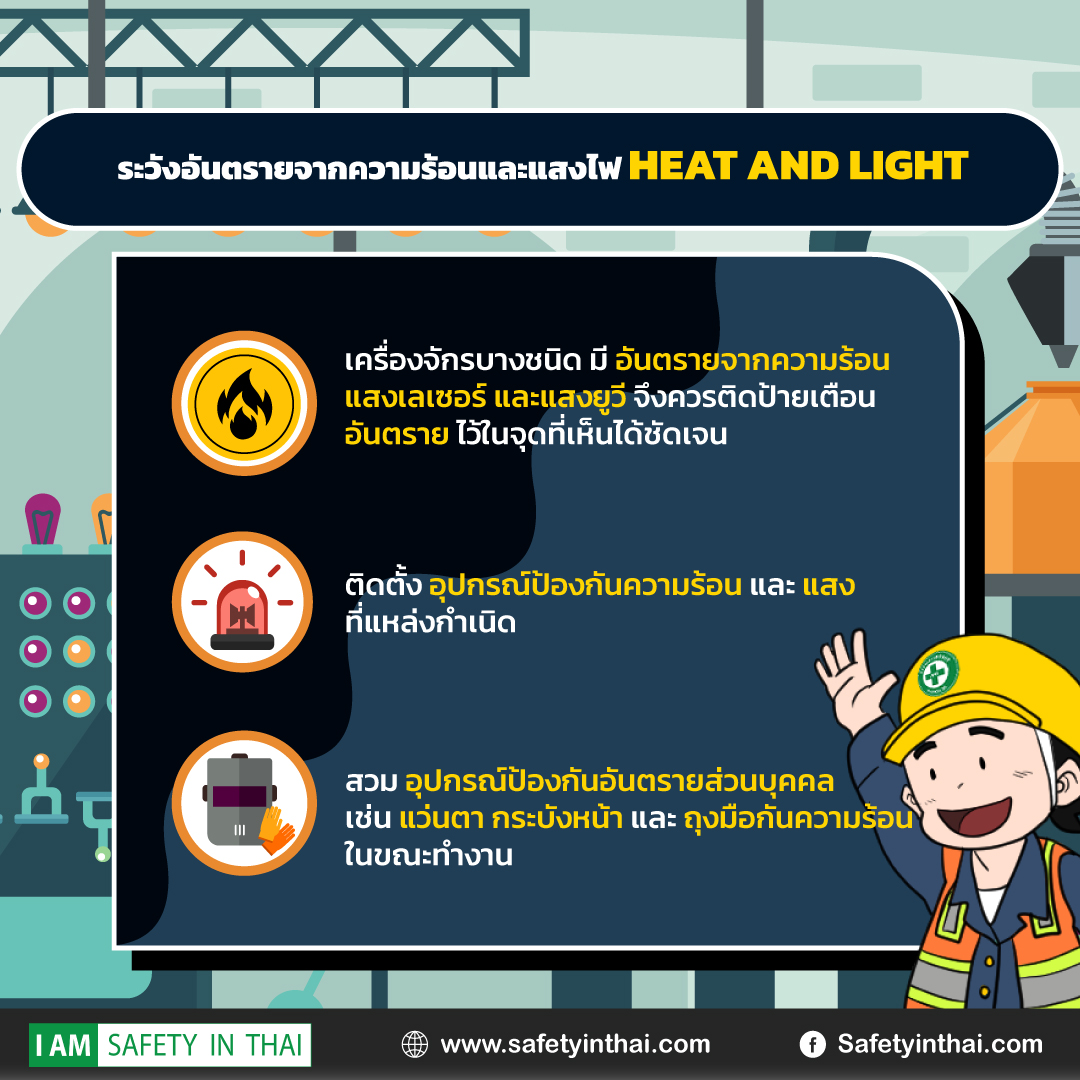 ระวังอันตรายจากความร้อนและแสงไฟ HEAT AND LIGHT
เครื่องจักรบางชนิด มี อันตรายจากความร้อน
แสงเลเซอร์ และแสงยูวี จึงควรติดป้ายเตือน
อันตราย ไว้ในจุดที่เห็นได้ชัดเจน
ติดตั้ง อุปกรณ์ป้องกันความร้อน และ แสง
ที่แหล่งกำเนิด
สวม อุปกรณ์ป้องกันอันตรายส่วนบุคคล
เช่น แว่นตา กระบังหน้า และ ถุงมือกันความร้อน
ในขณะทำงาน
I AM SAFETY IN THAI
www.safetyinthai.com
Safetyinthai.com